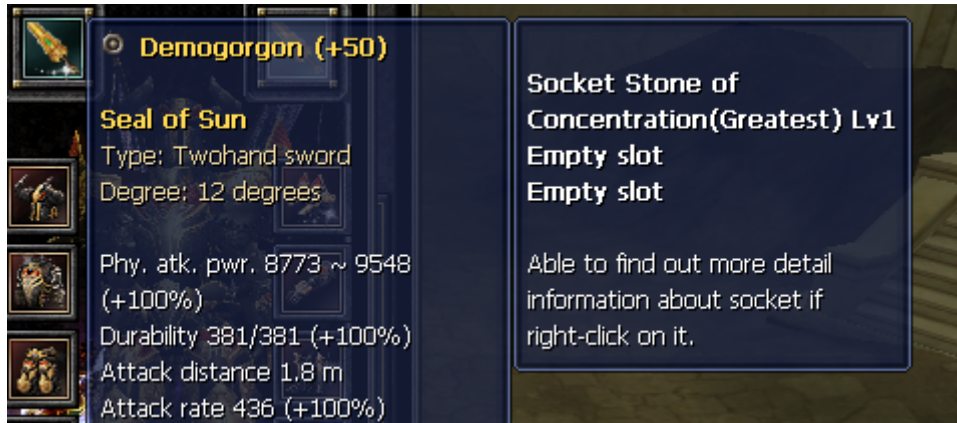 Demogorgon (+50)
Seal of Sun
Type: Twohand sword
Degree: 12 degrees
Phy. atk. pwr. 8773 ~ 9548
(+100%)
Durability 381/381 (+100%)
Attack distance 1.8 m
Attack rate 436 (+100%)
Socket Stone of
Concentration(Greatest) Lv1
Empty slot
Empty slot
Able to find out more detail
information about socket if
right-click on it.